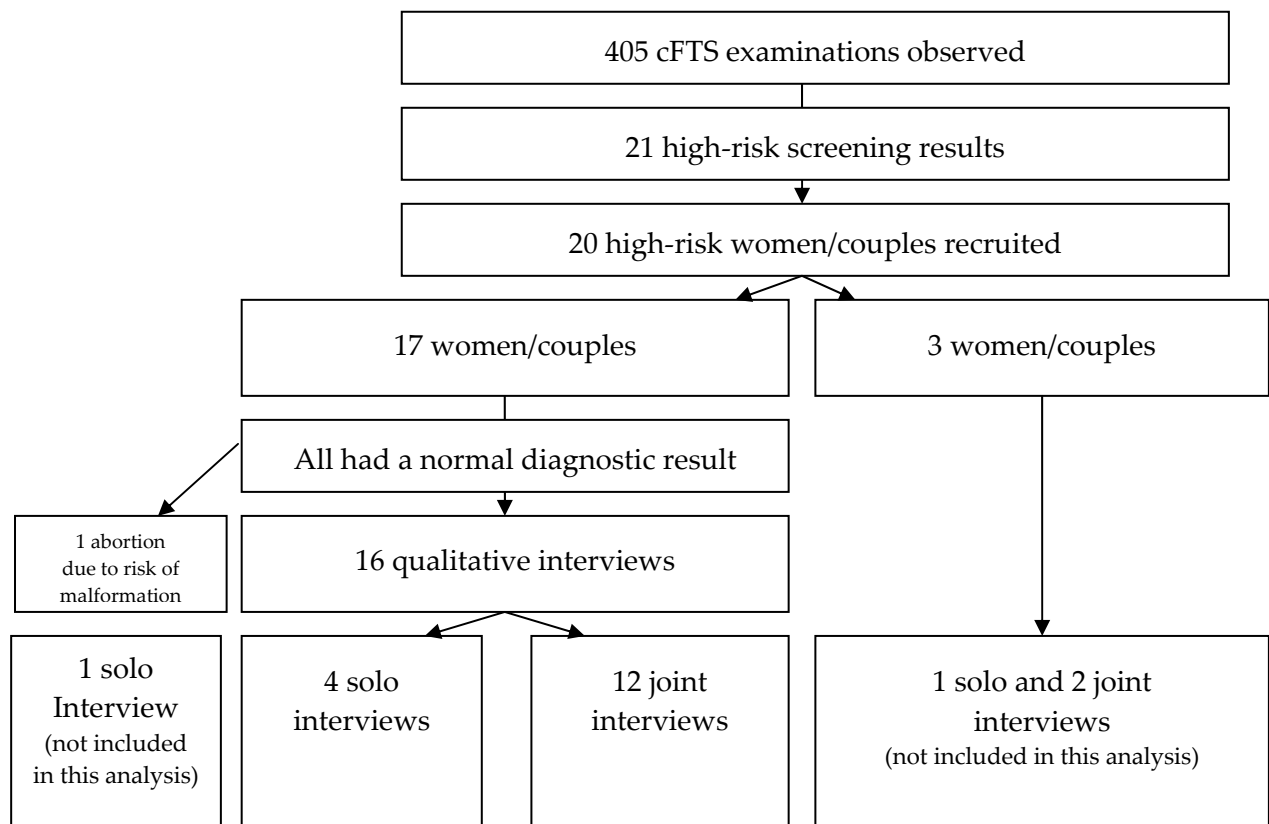 405 cFTS examinations observed
21 high-risk screening results
20 high-risk women/couples recruited
17 women/couples
3 women/couples
All had a normal diagnostic result
1 abortion
due to risk of
malformation
16 qualitative interviews
1 solo
Interview
(not included
in this analysis)
4 solo
interviews
12 joint
interviews
1 solo and 2 joint
interviews
(not included in this analysis)